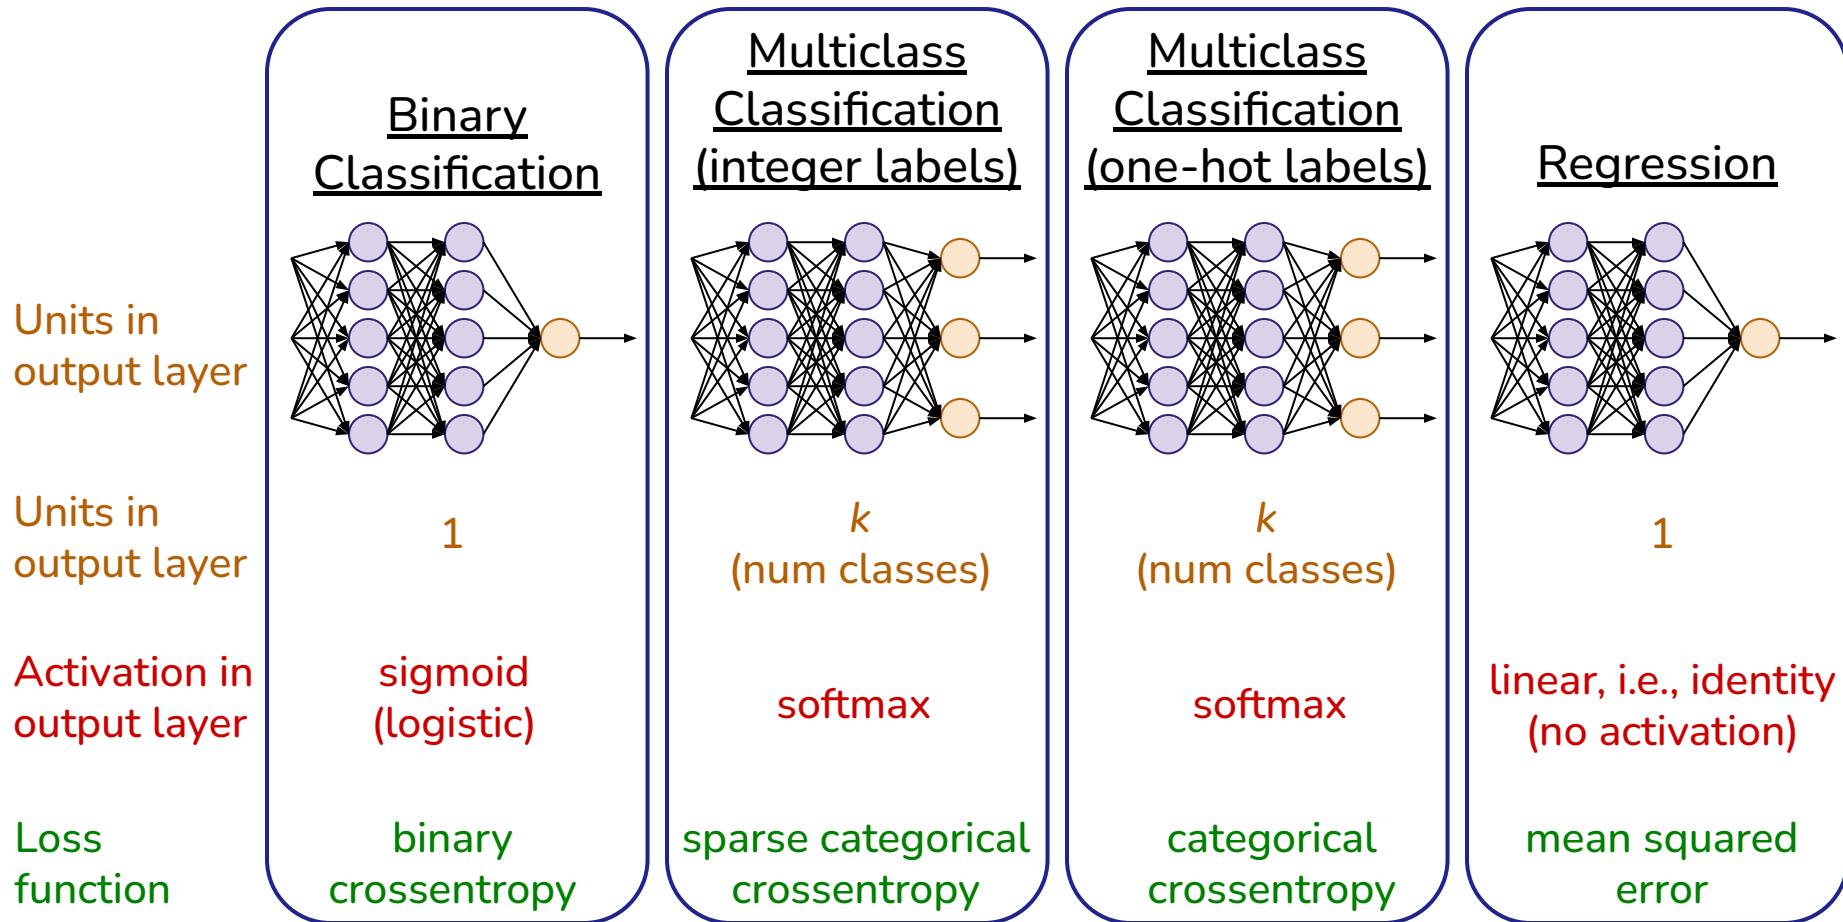 Binary
Classification
Multiclass
Classification
(integer labels)
Multiclass
Classification
(one-hot labels)
Regression
Units in
output layer
Units in
output layer
1
k
(num classes)
k
(num classes)
1
Activation in
output layer
sigmoid
(logistic)
softmax
softmax
linear, i.e., identity
(no activation)
Loss
function
binary
crossentropy
sparse categorical
crossentropy
categorical
crossentropy
mean squared
error